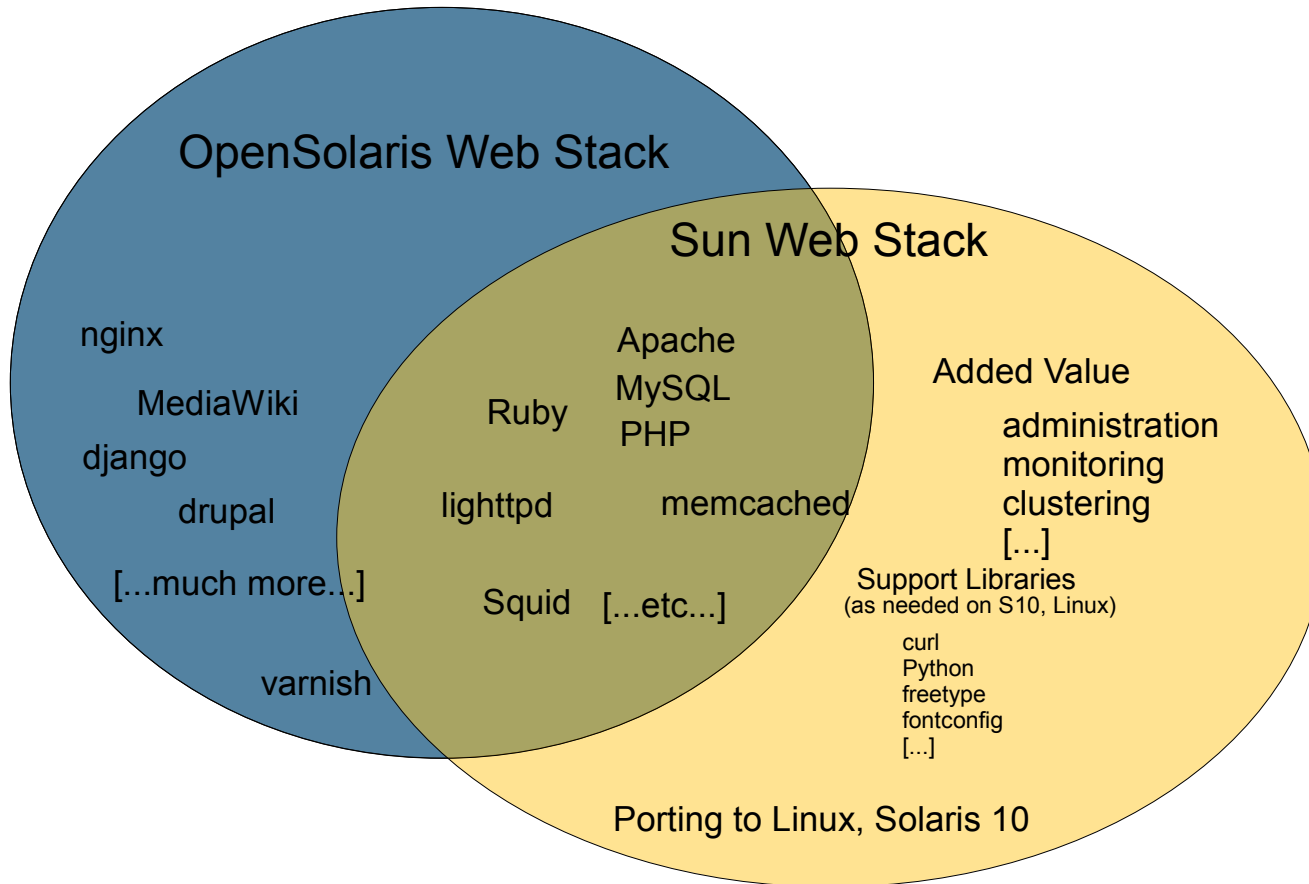 OpenSolaris Web Stack
Sun Web Stack
nginx
MediaWiki
django
drupal
[...much more...]
varnish
Apache
MySQL
PHP
Ruby
lighttpd
memcached
Squid
[...etc...]
Added Value
administration
monitoring
clustering
[...]
Support Libraries
(as needed on S10, Linux)
curl
Python
freetype
fontconfig
[...]
Porting to Linux, Solaris 10